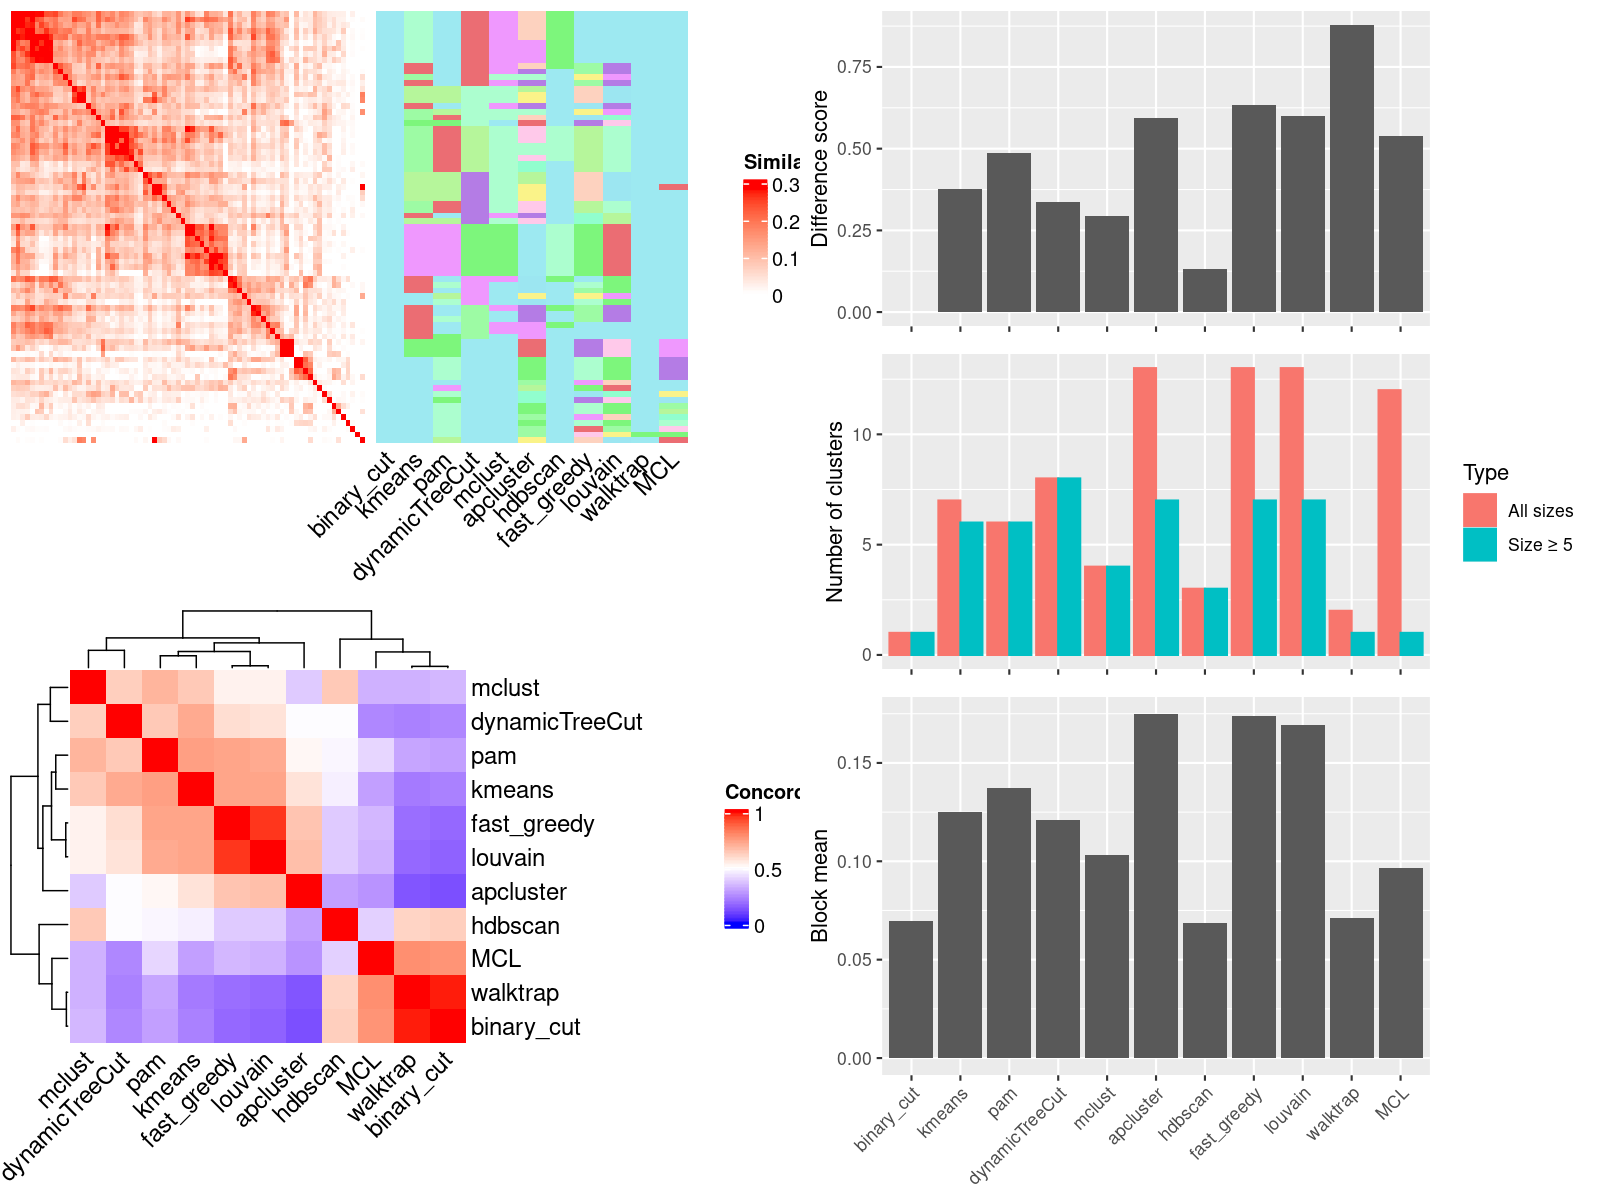 Simila
0.3
0.2
0.1
0
binary_cut
kmeans
pam
dynamicTreeCut
mclust
apcluster
hdbscan
fast_greedy
louvain
walktrap
MCL
mclust
dynamicTreeCut
pam
kmeans
fast_greedy
louvain
apcluster
hdbscan
MCL
walktrap
binary_cut
Concord
1
0.5
0
mclust
dynamicTreeCut
pam
kmeans
fast_greedy
louvain
apcluster
hdbscan
MCL
walktrap
binary_cut
Difference score
0.75
0.50
0.25
0.00
Number of clusters
10
5
0
Type
All sizes
Size ≥ 5
Block mean
0.15
0.10
0.05
0.00
binary_cut
kmeans
pam
dynamicTreeCut
mclust
apcluster
hdbscan
fast_greedy
louvain
walktrap
MCL